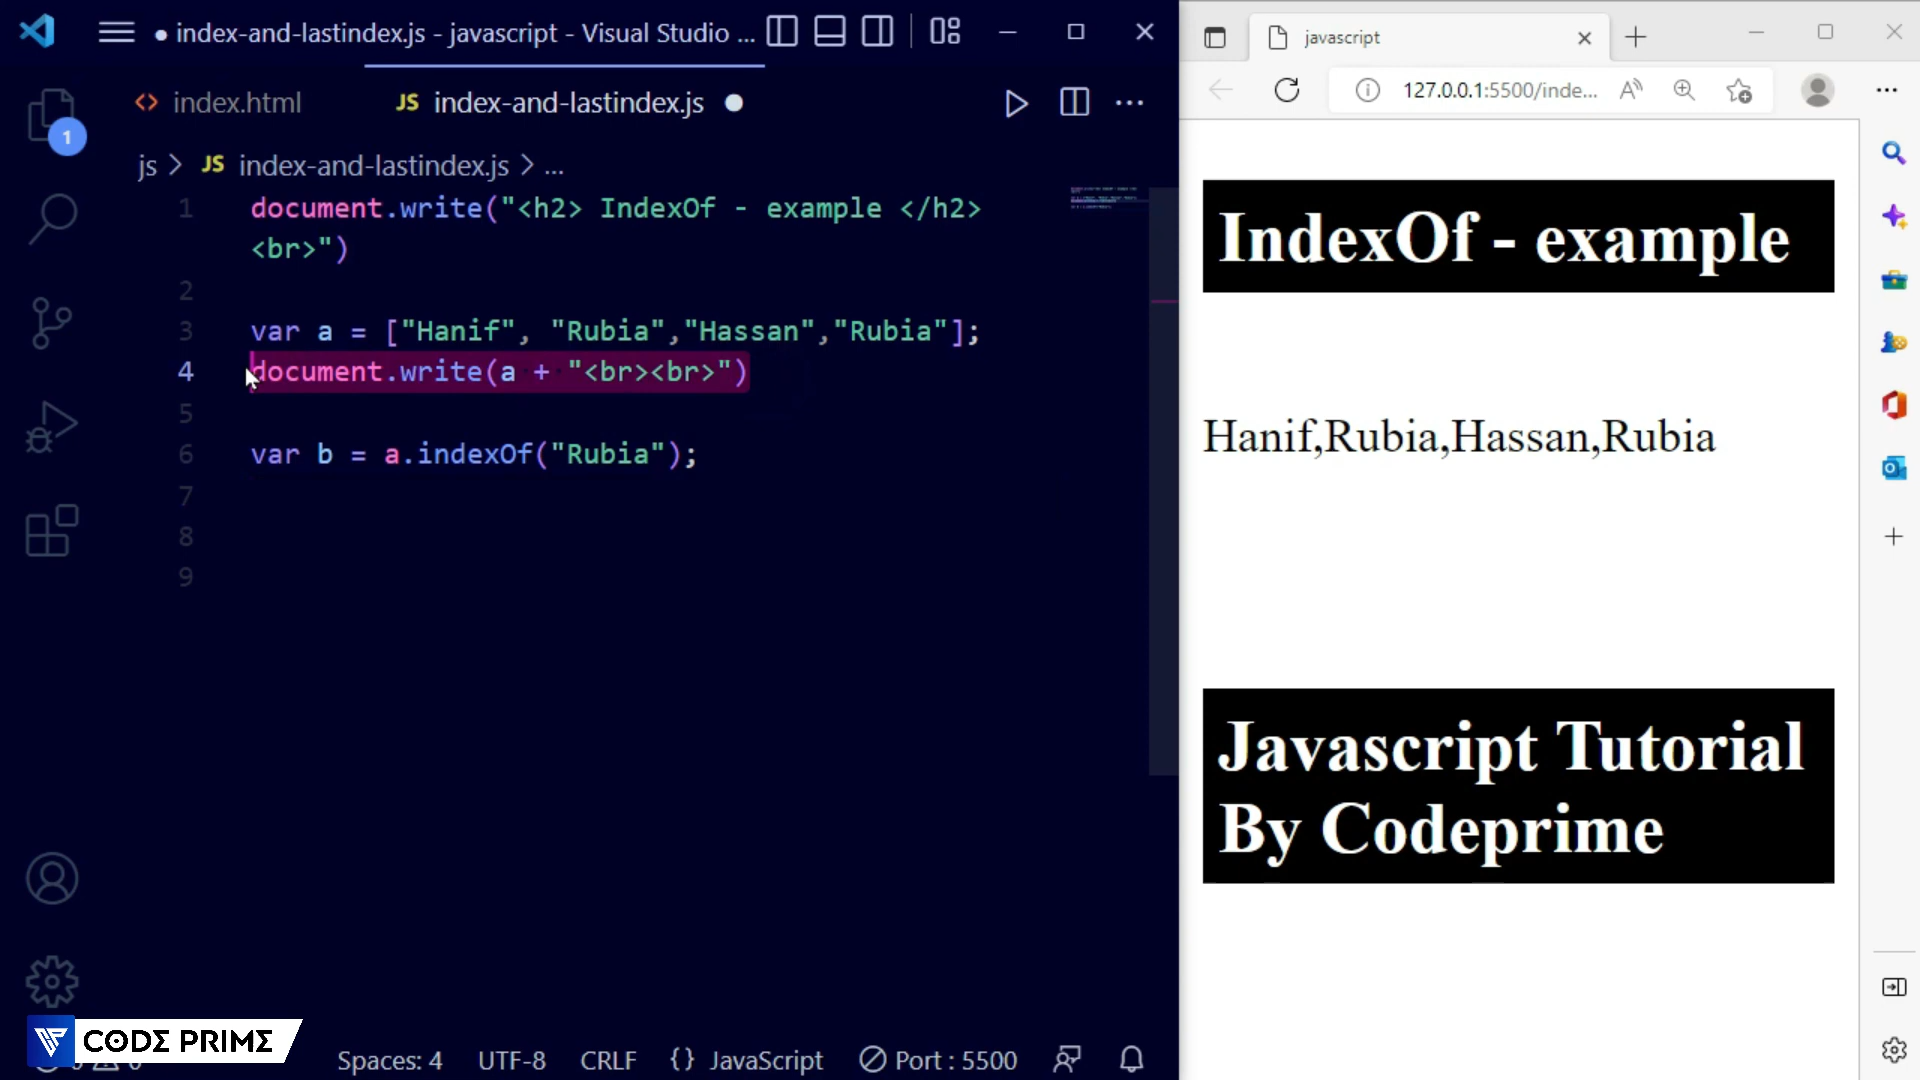 index-and-lastindex.js - javascript - Visual Studio ...
index.html
JS index-and-lastindex.js
js > JS index-and-lastindex.js > ...
1 document.write("<h2> IndexOf - example </h2>
<br>")
2
3 var a = ["Hanif", "Rubia","Hassan","Rubia"];
4 document.write(a + "<br><br>")
5
6 var b = a.indexOf("Rubia");
7
8
9
1
CODE PRIME
Spaces: 4 UTF-8 CRLF {} JavaScript Port : 5500
javascript
127.0.0.1:5500/inde...
IndexOf - example
Hanif,Rubia,Hassan,Rubia
Javascript Tutorial
By Codeprime